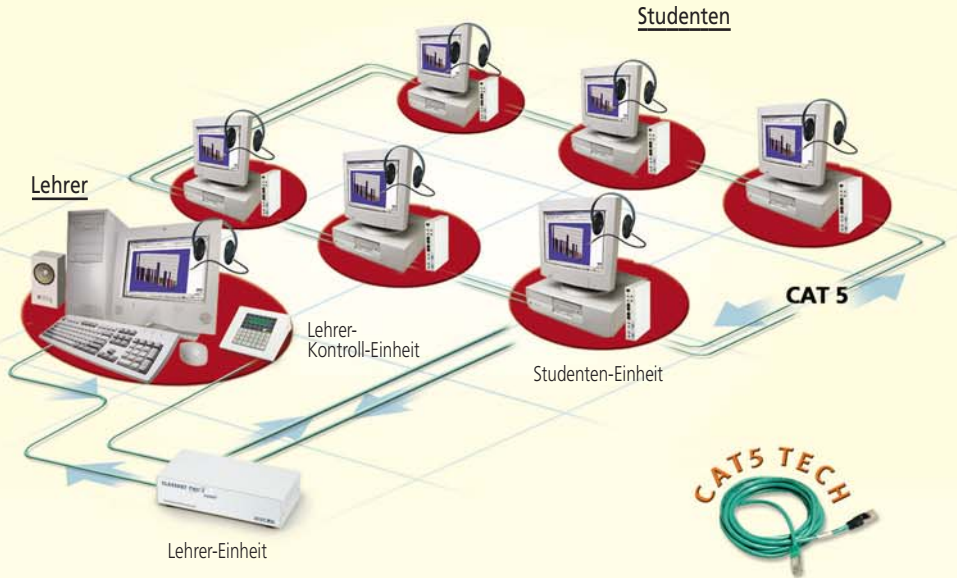 Studenten
Lehrer
CAT 5
Lehrer-
Kontroll-Einheit
Studenten-Einheit
CAT5 TECH
Lehrer-Einheit